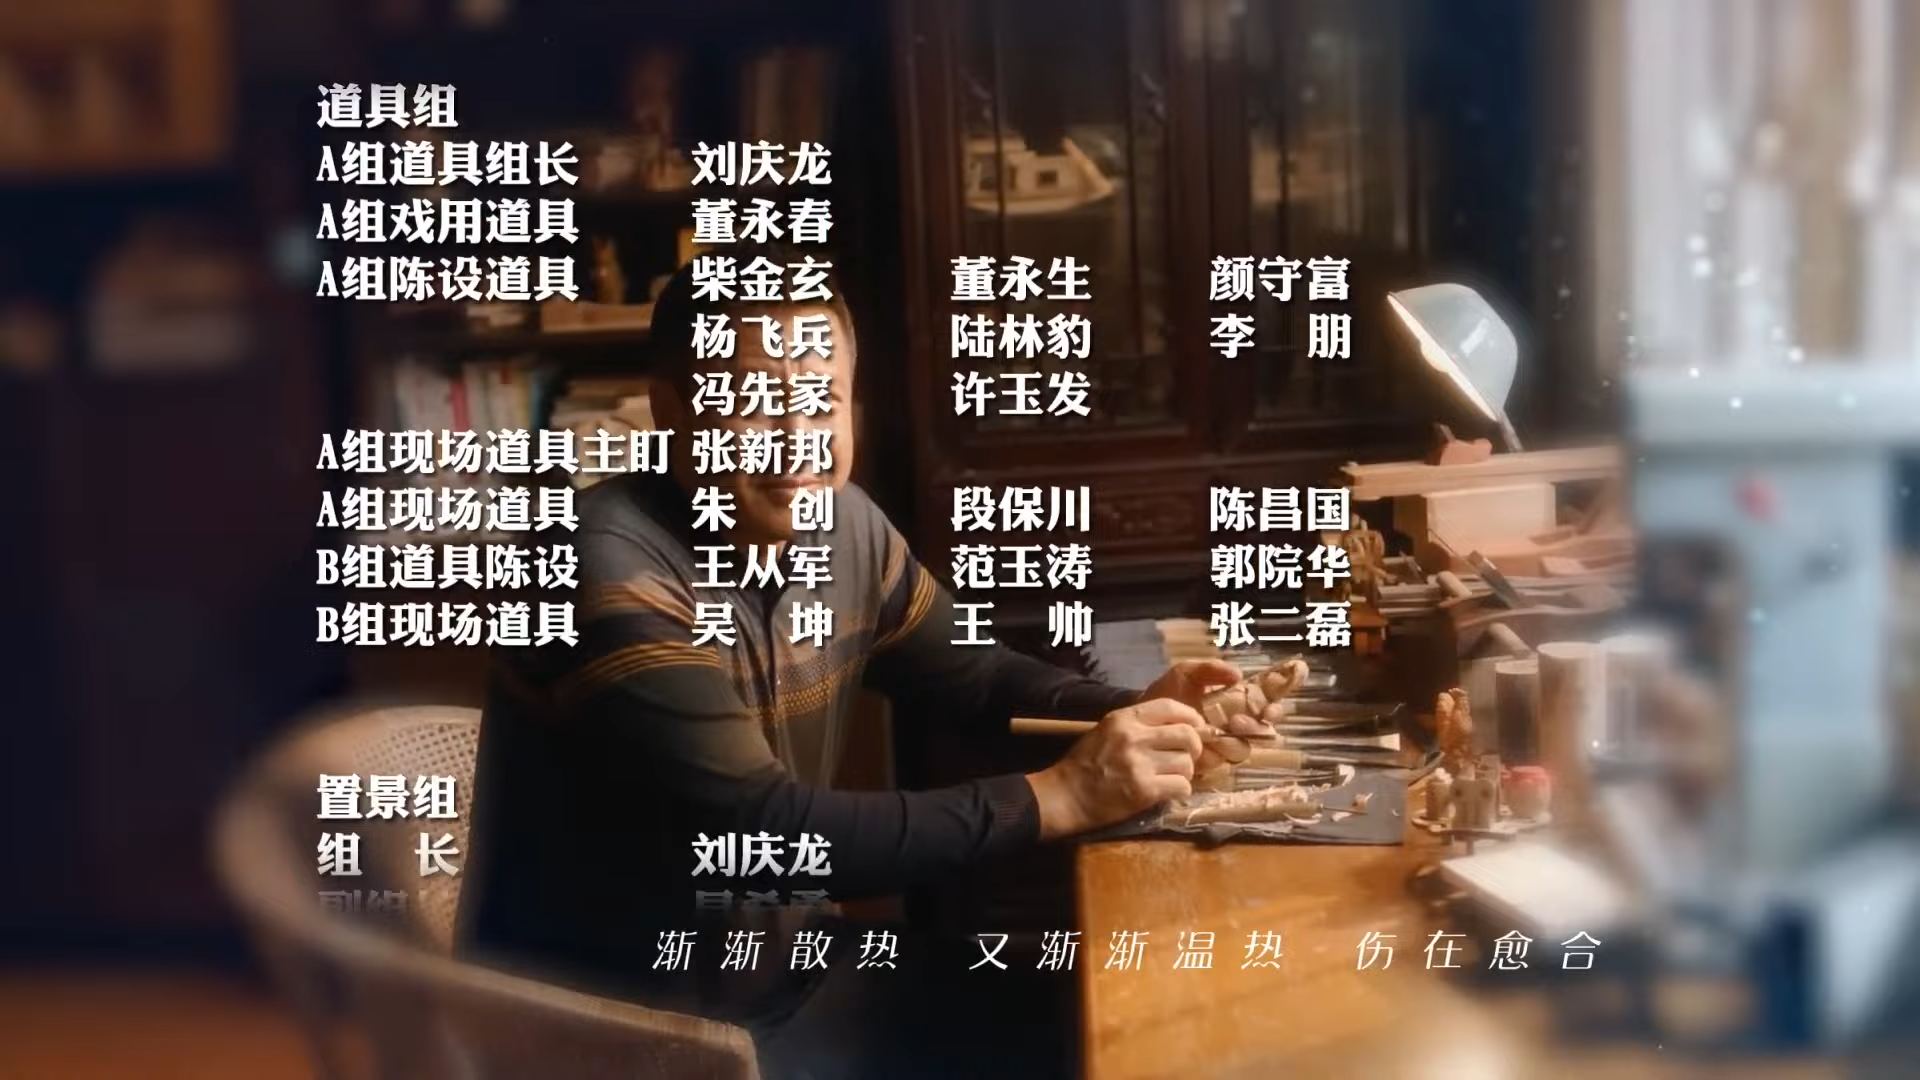 道具组
A组道具组长 刘庆龙
A组戏用道具 董永春
A组陈设道具 柴金玄 董永生 颜守富
杨飞兵 陆林豹 李 朋
冯先家 许玉发
A组现场道具主盯 张新邦
A组现场道具 朱 创 段保川 陈昌国
B组道具陈设 王从军 范玉涛 郭院华
B组现场道具 吴 坤 王 帅 张二磊
置景组
组 长 刘庆龙
渐渐散热 又渐渐温热 伤在愈合